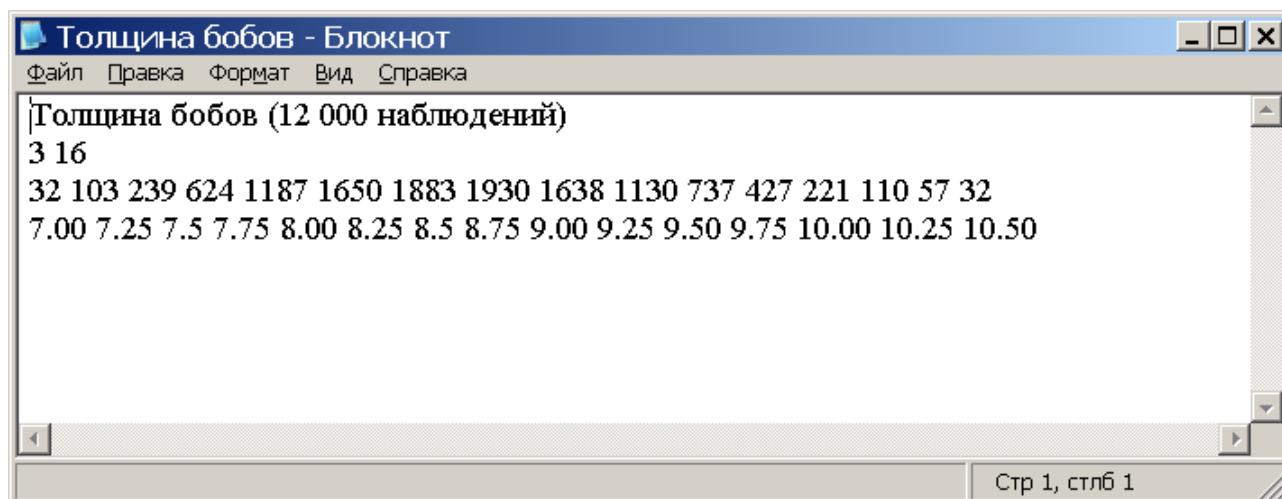 Толщина бобов - Блокнот
Файл Правка Формат Вид Справка
Толщина бобов (12 000 наблюдений)
3 16
32 103 239 624 1187 1650 1883 1930 1638 1130 737 427 221 110 57 32
7.00 7.25 7.5 7.75 8.00 8.25 8.5 8.75 9.00 9.25 9.50 9.75 10.00 10.25 10.50
Стр 1, стлб 1